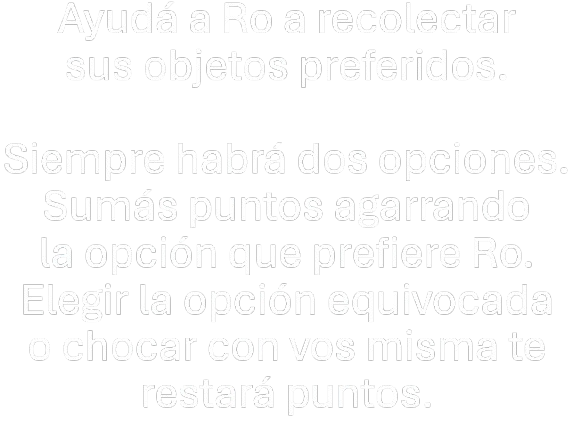 Ayudá a Ro a recolectar
sus objetos preferidos.
Siempre habrá dos opciones.
Sumás puntos agarrando
la opción que prefiere Ro.
Elegir la opción equivocada
o chocar con vos misma te
restará puntos.